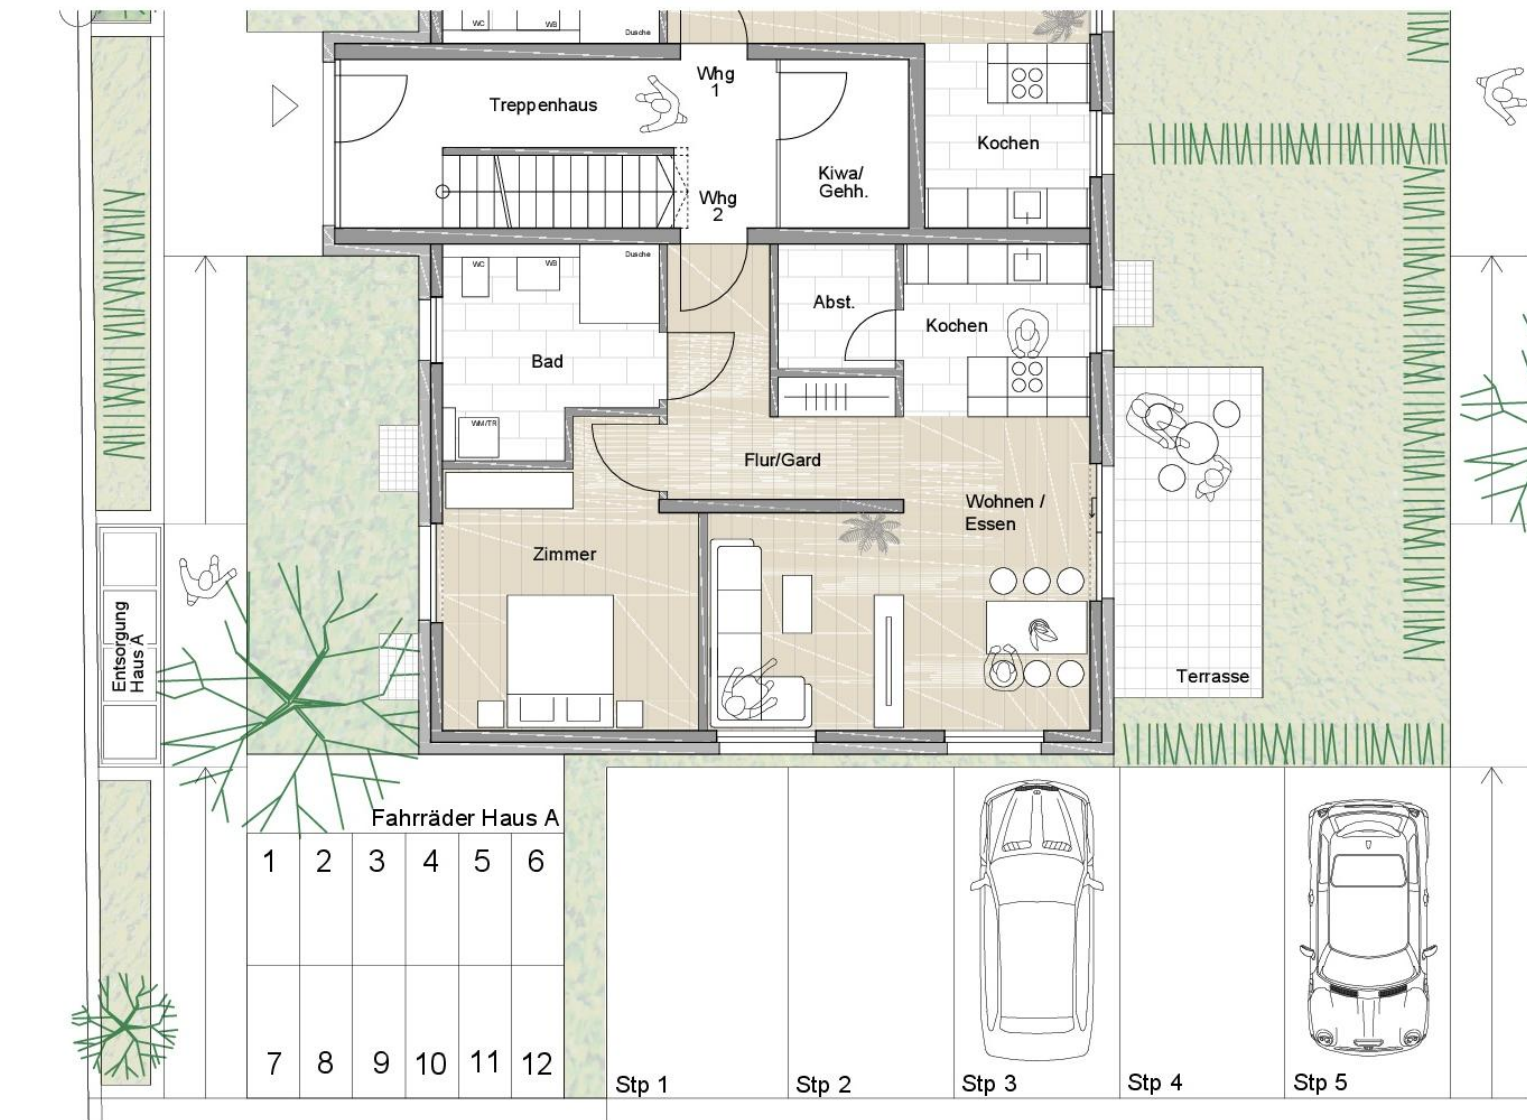 WC
WB
Dusche
Whg
1
Treppenhaus
Kochen
Kiwa/
Gehh.
Whg
2
WC
WB
Dusche
Abst.
Kochen
Bad
WM/TR
Flur/Gard
Wohnen /
Essen
Zimmer
Entsorgung
Haus A
Terrasse
Fahrräder Haus A
1 2 3 4 5 6
7 8 9 10 11 12
Stp 1 Stp 2 Stp 3 Stp 4 Stp 5